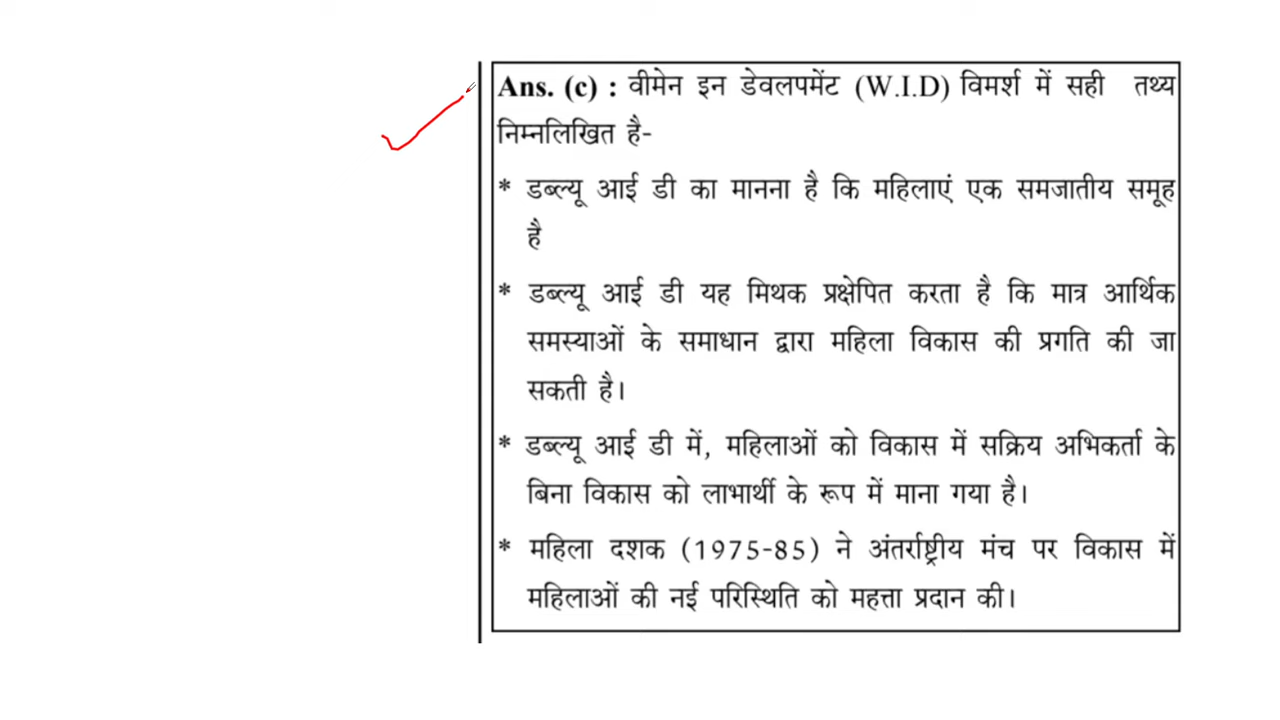 Ans. (c) : वीमेन इन डेवलपमेंट (W.I.D) विमर्श में सही तथ्य
निम्नलिखित है-
* डब्ल्यू आई डी का मानना है कि महिलाएं एक समजातीय समूह
है
* डब्ल्यू आई डी यह मिथक प्रक्षेपित करता है कि मात्र आर्थिक
समस्याओं के समाधान द्वारा महिला विकास की प्रगति की जा
सकती है।
* डब्ल्यू आई डी में, महिलाओं को विकास में सक्रिय अभिकर्ता के
बिना विकास को लाभार्थी के रूप में माना गया है।
* महिला दशक (1975-85) ने अंतर्राष्ट्रीय मंच पर विकास में
महिलाओं की नई परिस्थिति को महत्ता प्रदान की।